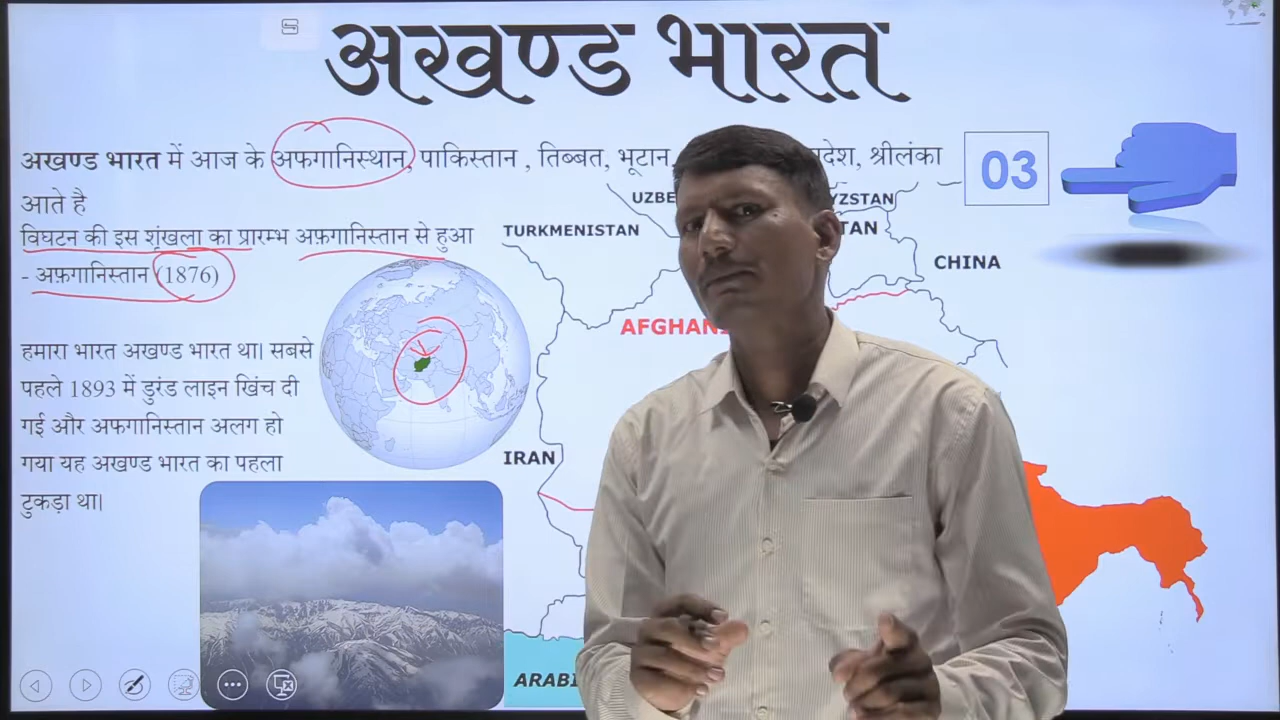 अखण्ड भारत
अखण्ड भारत में आज के अफगानिस्थान, पाकिस्तान , तिब्बत, भूटान, देश, श्रीलंका
आते है
03
विघटन की इस शृंखला का प्रारम्भ अफ़गानिस्तान से हुआ
- अफ़गानिस्तान (1876)
हमारा भारत अखण्ड भारत था। सबसे
पहले 1893 में डुरंड लाइन खिंच दी
गई और अफगानिस्तान अलग हो
गया यह अखण्ड भारत का पहला
टुकड़ा था।
UZBE
YZSTAN
TURKMENISTAN
TAN
CHINA
AFGHAN
IRAN
ARABI